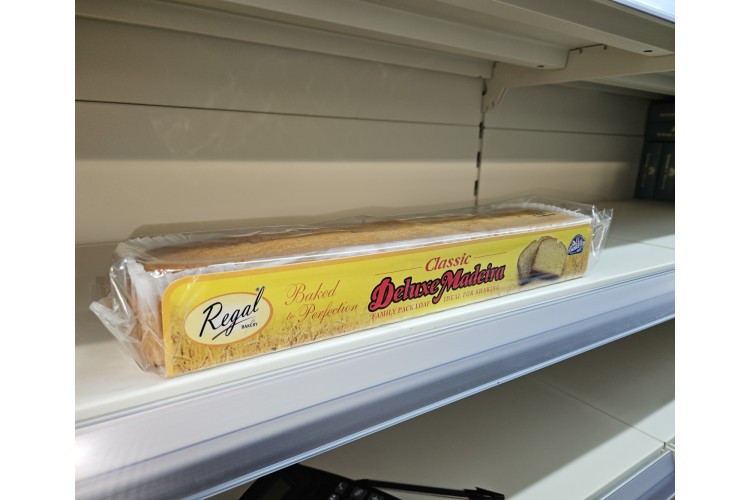 Regal
BAKERY
Baked
to Perfection
Classic
Deluxe Madeira
FAMILY PACK LOAF IDEAL FOR SHARING